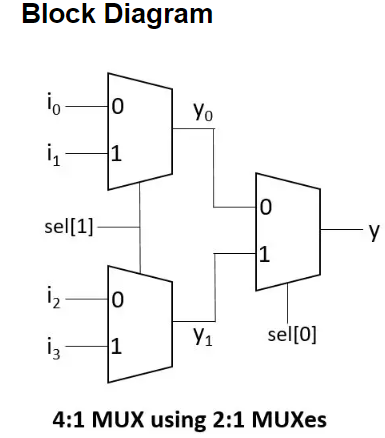 Block Diagram
i₀ 0 y₀
i₁ 1
0
sel[1] y
1
i₂ 0
y₁ sel[0]
i₃ 1
4:1 MUX using 2:1 MUXes